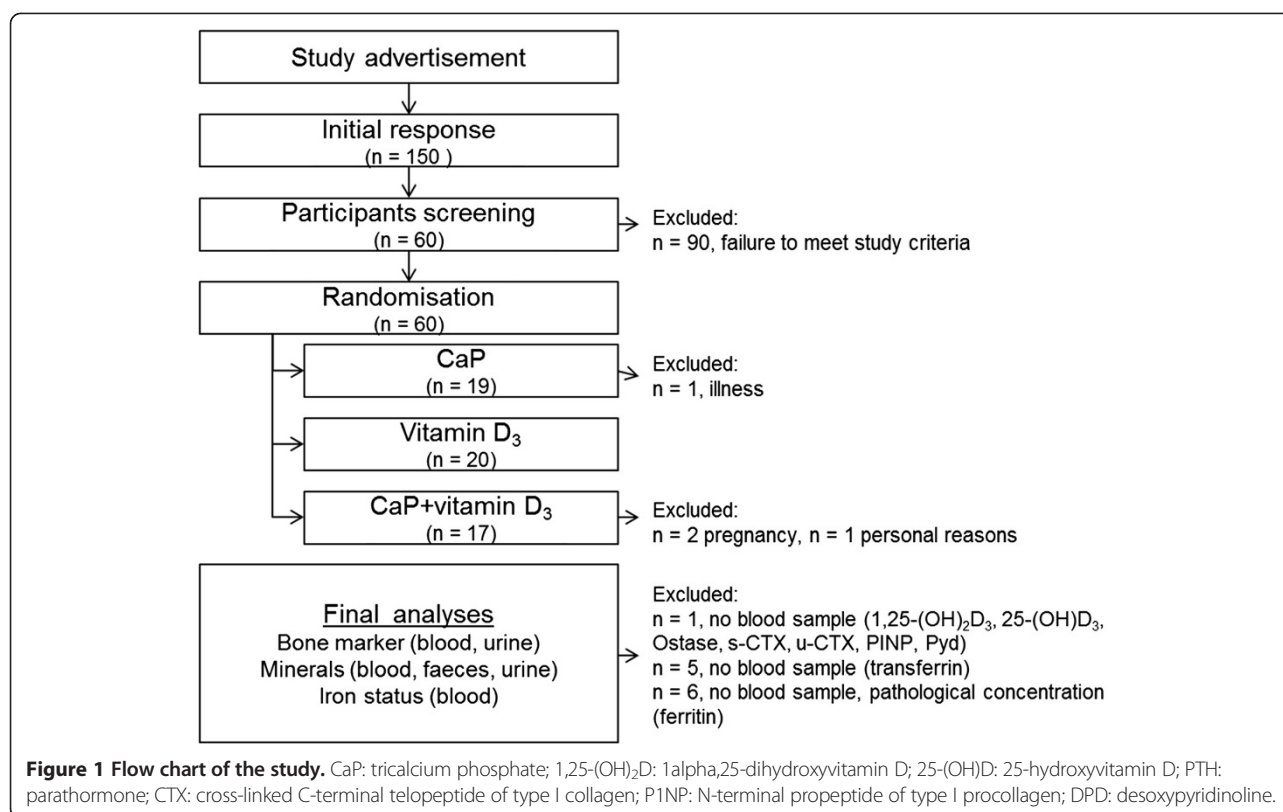 Study advertisement
Initial response
(n = 150 )
Participants screening
(n = 60)
Excluded:
n = 90, failure to meet study criteria
Randomisation
(n = 60)
CaP
(n = 19)
Excluded:
n = 1, illness
Vitamin D₃
(n = 20)
CaP+vitamin D₃
(n = 17)
Excluded:
n = 2 pregnancy, n = 1 personal reasons
Final analyses
Bone marker (blood, urine)
Minerals (blood, faeces, urine)
Iron status (blood)
Excluded:
n = 1, no blood sample (1,25-(OH)₂D₃, 25-(OH)D₃,
Ostase, s-CTX, u-CTX, PINP, Pyd)
n = 5, no blood sample (transferrin)
n = 6, no blood sample, pathological concentration
(ferritin)
Figure 1 Flow chart of the study. CaP: tricalcium phosphate; 1,25-(OH)₂D: 1alpha,25-dihydroxyvitamin D; 25-(OH)D: 25-hydroxyvitamin D; PTH:
parathormone; CTX: cross-linked C-terminal telopeptide of type I collagen; P1NP: N-terminal propeptide of type I procollagen; DPD: desoxypyridinoline.